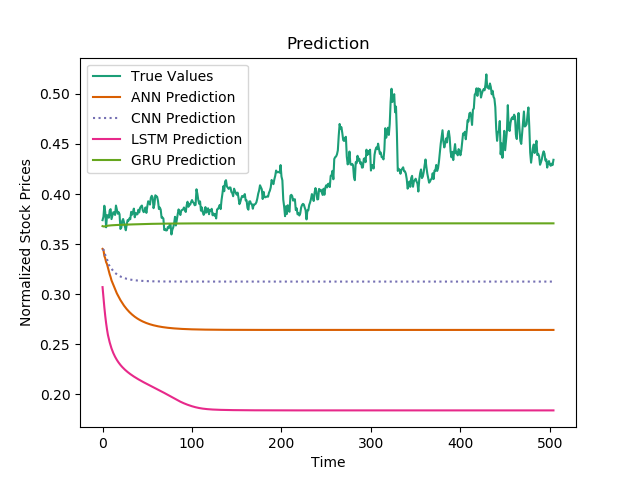 Prediction
True Values
ANN Prediction
CNN Prediction
LSTM Prediction
GRU Prediction
Normalized Stock Prices
0.50
0.45
0.40
0.35
0.30
0.25
0.20
0
100
200
300
400
500
Time